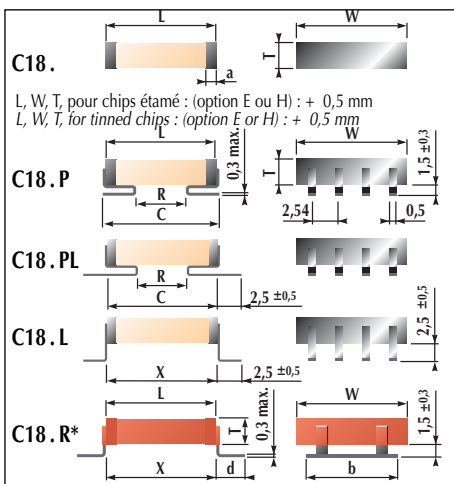 L W
C18. T
a
L, W, T, pour chips étamé : (option E ou H) : + 0,5 mm
L, W, T, for tinned chips : (option E or H) : + 0,5 mm
L 0,3 max. W
C18.P T 1,5 ±0,3
R 2,54 0,5
C
C18.PL
R
C 2,5 ±0,5
C18.L 2,5 ±0,5
X 2,5 ±0,5
L 0,3 max. W
C18.R* T 1,5 ±0,3
X d b